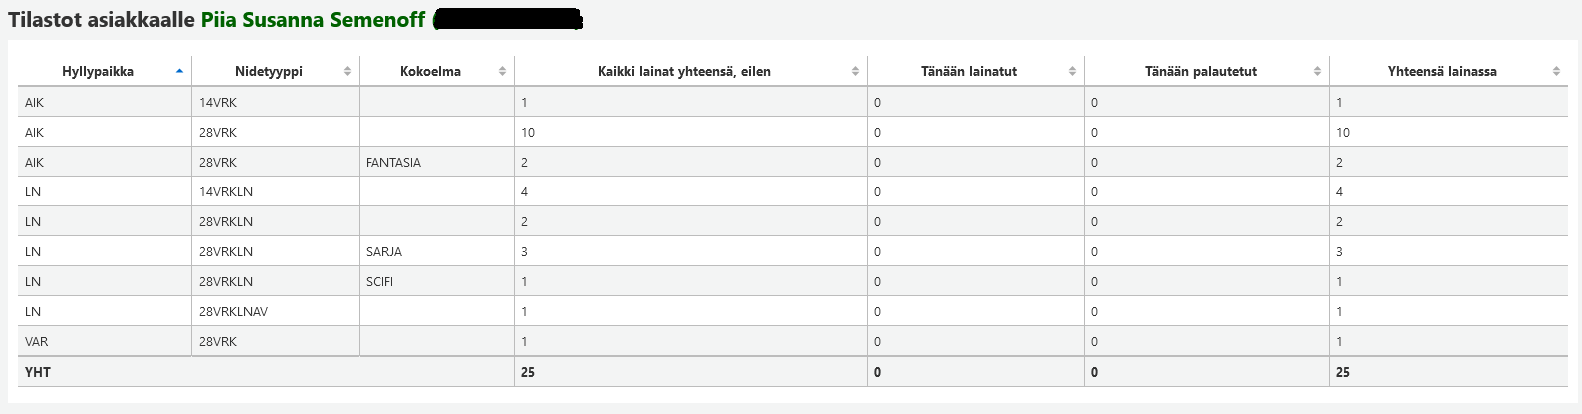 Tilastot asiakkaalle Piia Susanna Semenoff (
Hyllypaikka Nidetyyppi Kokoelma Kaikki lainat yhteensä, eilen Tänään lainatut Tänään palautetut Yhteensä lainassa
AIK 14VRK 1 0 0 1
AIK 28VRK 10 0 0 10
AIK 28VRK FANTASIA 2 0 0 2
LN 14VRKLN 4 0 0 4
LN 28VRKLN 2 0 0 2
LN 28VRKLN SARJA 3 0 0 3
LN 28VRKLN SCIFI 1 0 0 1
LN 28VRKLNAV 1 0 0 1
VAR 28VRK 1 0 0 1
YHT 25 0 0 25